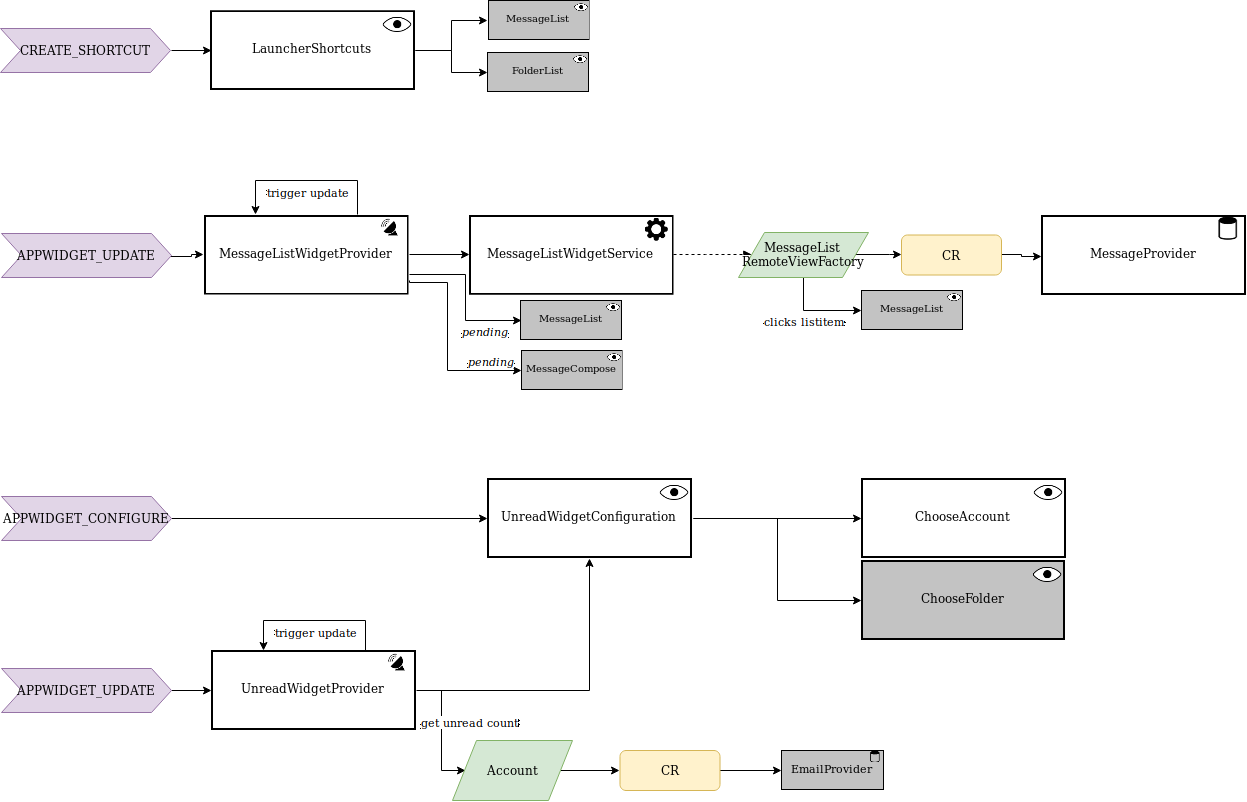 CREATE_SHORTCUT
LauncherShortcuts
MessageList
FolderList
trigger update
APPWIDGET_UPDATE
MessageListWidgetProvider
MessageListWidgetService
MessageList
RemoteViewFactory
CR
MessageProvider
MessageList
pending
clicks listitem
MessageList
pending
MessageCompose
APPWIDGET_CONFIGURE
UnreadWidgetConfiguration
ChooseAccount
ChooseFolder
trigger update
APPWIDGET_UPDATE
UnreadWidgetProvider
get unread count
Account
CR
EmailProvider